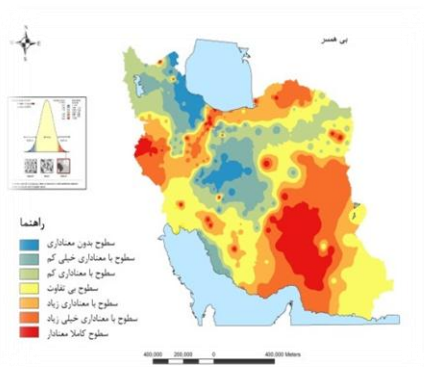 بی همسر
راهنما
سطوح بدون معناداری
سطوح با معناداری خیلی کم
سطوح با معناداری کم
سطوح بی تفاوت
سطوح با معناداری زیاد
سطوح با معناداری خیلی زیاد
سطوح کاملا معنادار
400,000 200,000 0 400,000 Meters